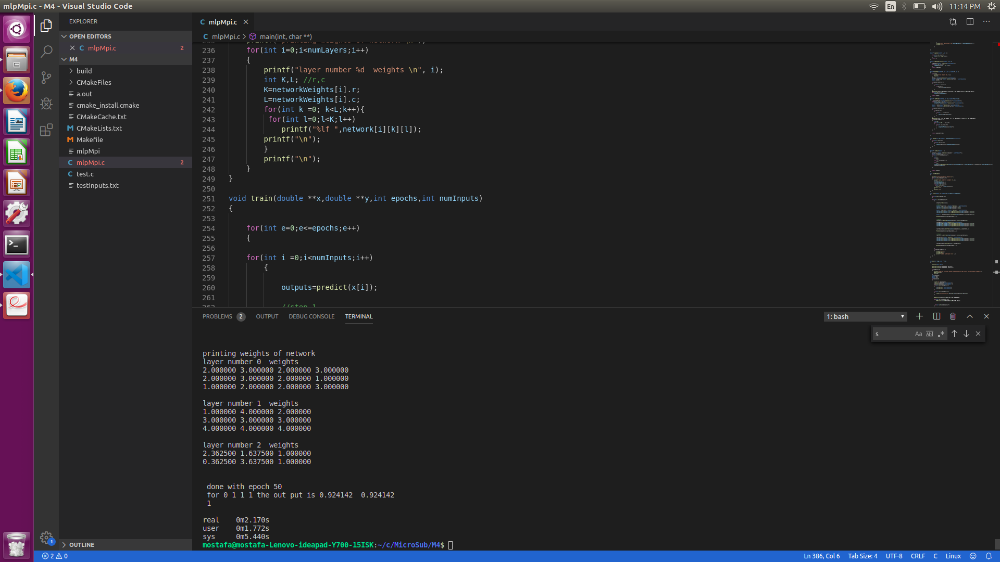 mlpMpi.c - M4 - Visual Studio Code
En
11:14 PM
EXPLORER
OPEN EDITORS
mlpMpi.c 2
M4
build
CMakeFiles
a.out
cmake_install.cmake
CMakeCache.txt
CMakeLists.txt
Makefile
mlpMpi
mlpMpi.c 2
test.c
testInputs.txt
OUTLINE
mlpMpi.c
mlpMpi.c > main(int, char **)
236 for(int i=0;i<numLayers;i++)
237 {
238 printf("layer number %d  weights \n", i);
239 int K,L; //r,c
240 K=networkWeights[i].r;
241 L=networkWeights[i].c;
242 for(int k =0; k<L;k++){
243 for(int l=0;l<K;l++)
244 printf("%lf ",network[i][k][l]);
245 printf("\n");
246 }
247 printf("\n");
248 }
249 }
250
251 void train(double **x,double **y,int epochs,int numInputs)
252 {
253
254 for(int e=0;e<=epochs;e++)
255 {
256
257 for(int i =0;i<numInputs;i++)
258 {
259
260 outputs=predict(x[i]);
261
PROBLEMS 2 OUTPUT DEBUG CONSOLE TERMINAL
1: bash
s Aa Abl .*
printing weights of network
layer number 0  weights
2.000000 3.000000 2.000000 3.000000
2.000000 3.000000 2.000000 1.000000
1.000000 2.000000 2.000000 3.000000
layer number 1  weights
1.000000 4.000000 2.000000
3.000000 3.000000 3.000000
4.000000 4.000000 4.000000
layer number 2  weights
2.362500 1.637500 1.000000
0.362500 3.637500 1.000000
done with epoch 50
for 0 1 1 1 the out put is 0.924142  0.924142
1
real 0m2.170s
user 0m1.772s
sys 0m5.440s
mostafa@mostafa-Lenovo-ideapad-Y700-15ISK:~/c/MicroSub/M4$
1
2 0
Ln 386, Col 6 Tab Size: 4 UTF-8 CRLF C Linux